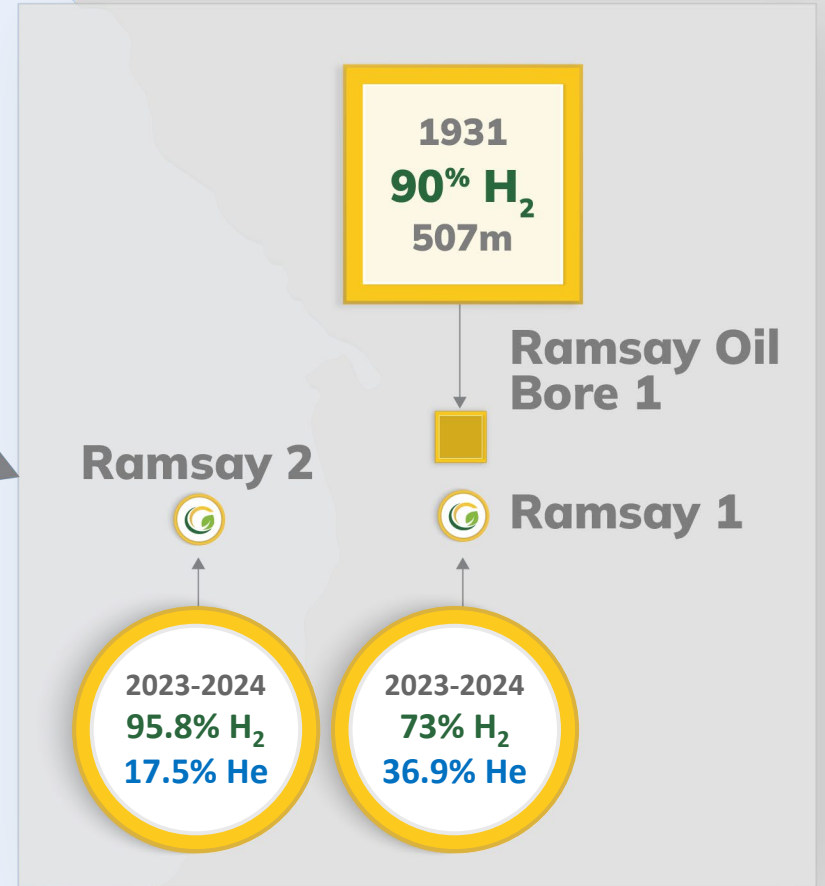 1931
90% H₂
507m
Ramsay Oil
Bore 1
Ramsay 2
Ramsay 1
2023-2024
95.8% H₂
17.5% He
2023-2024
73% H₂
36.9% He